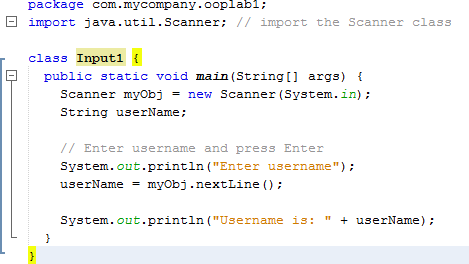 package com.mycompany.ooplab1;
import java.util.Scanner; // import the Scanner class
class Input1 {
public static void main(String[] args) {
Scanner myObj = new Scanner(System.in);
String userName;
// Enter username and press Enter
System.out.println("Enter username");
userName = myObj.nextLine();
System.out.println("Username is: " + userName);
}
}